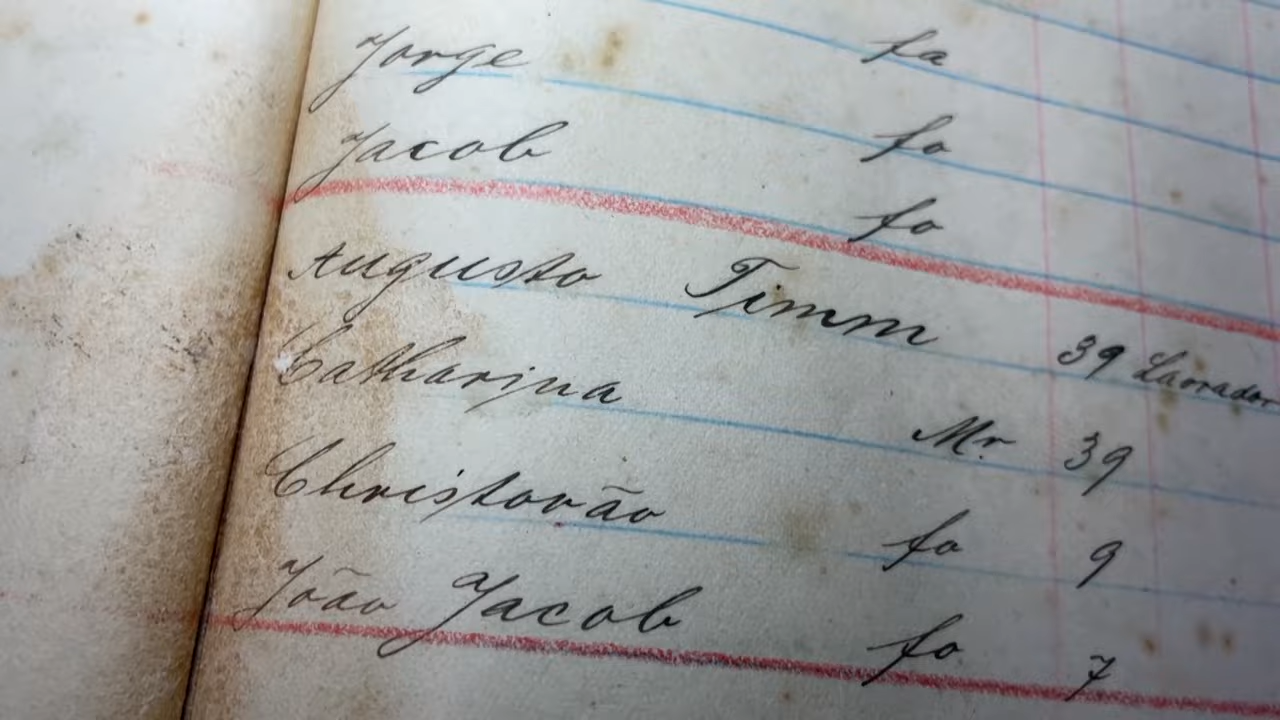 Jorge fa
Jacob fo
fo
Augusto Timm 39 Lavrador
Catharina Mr. 39
Christovão fo 9
João Jacob fo 7